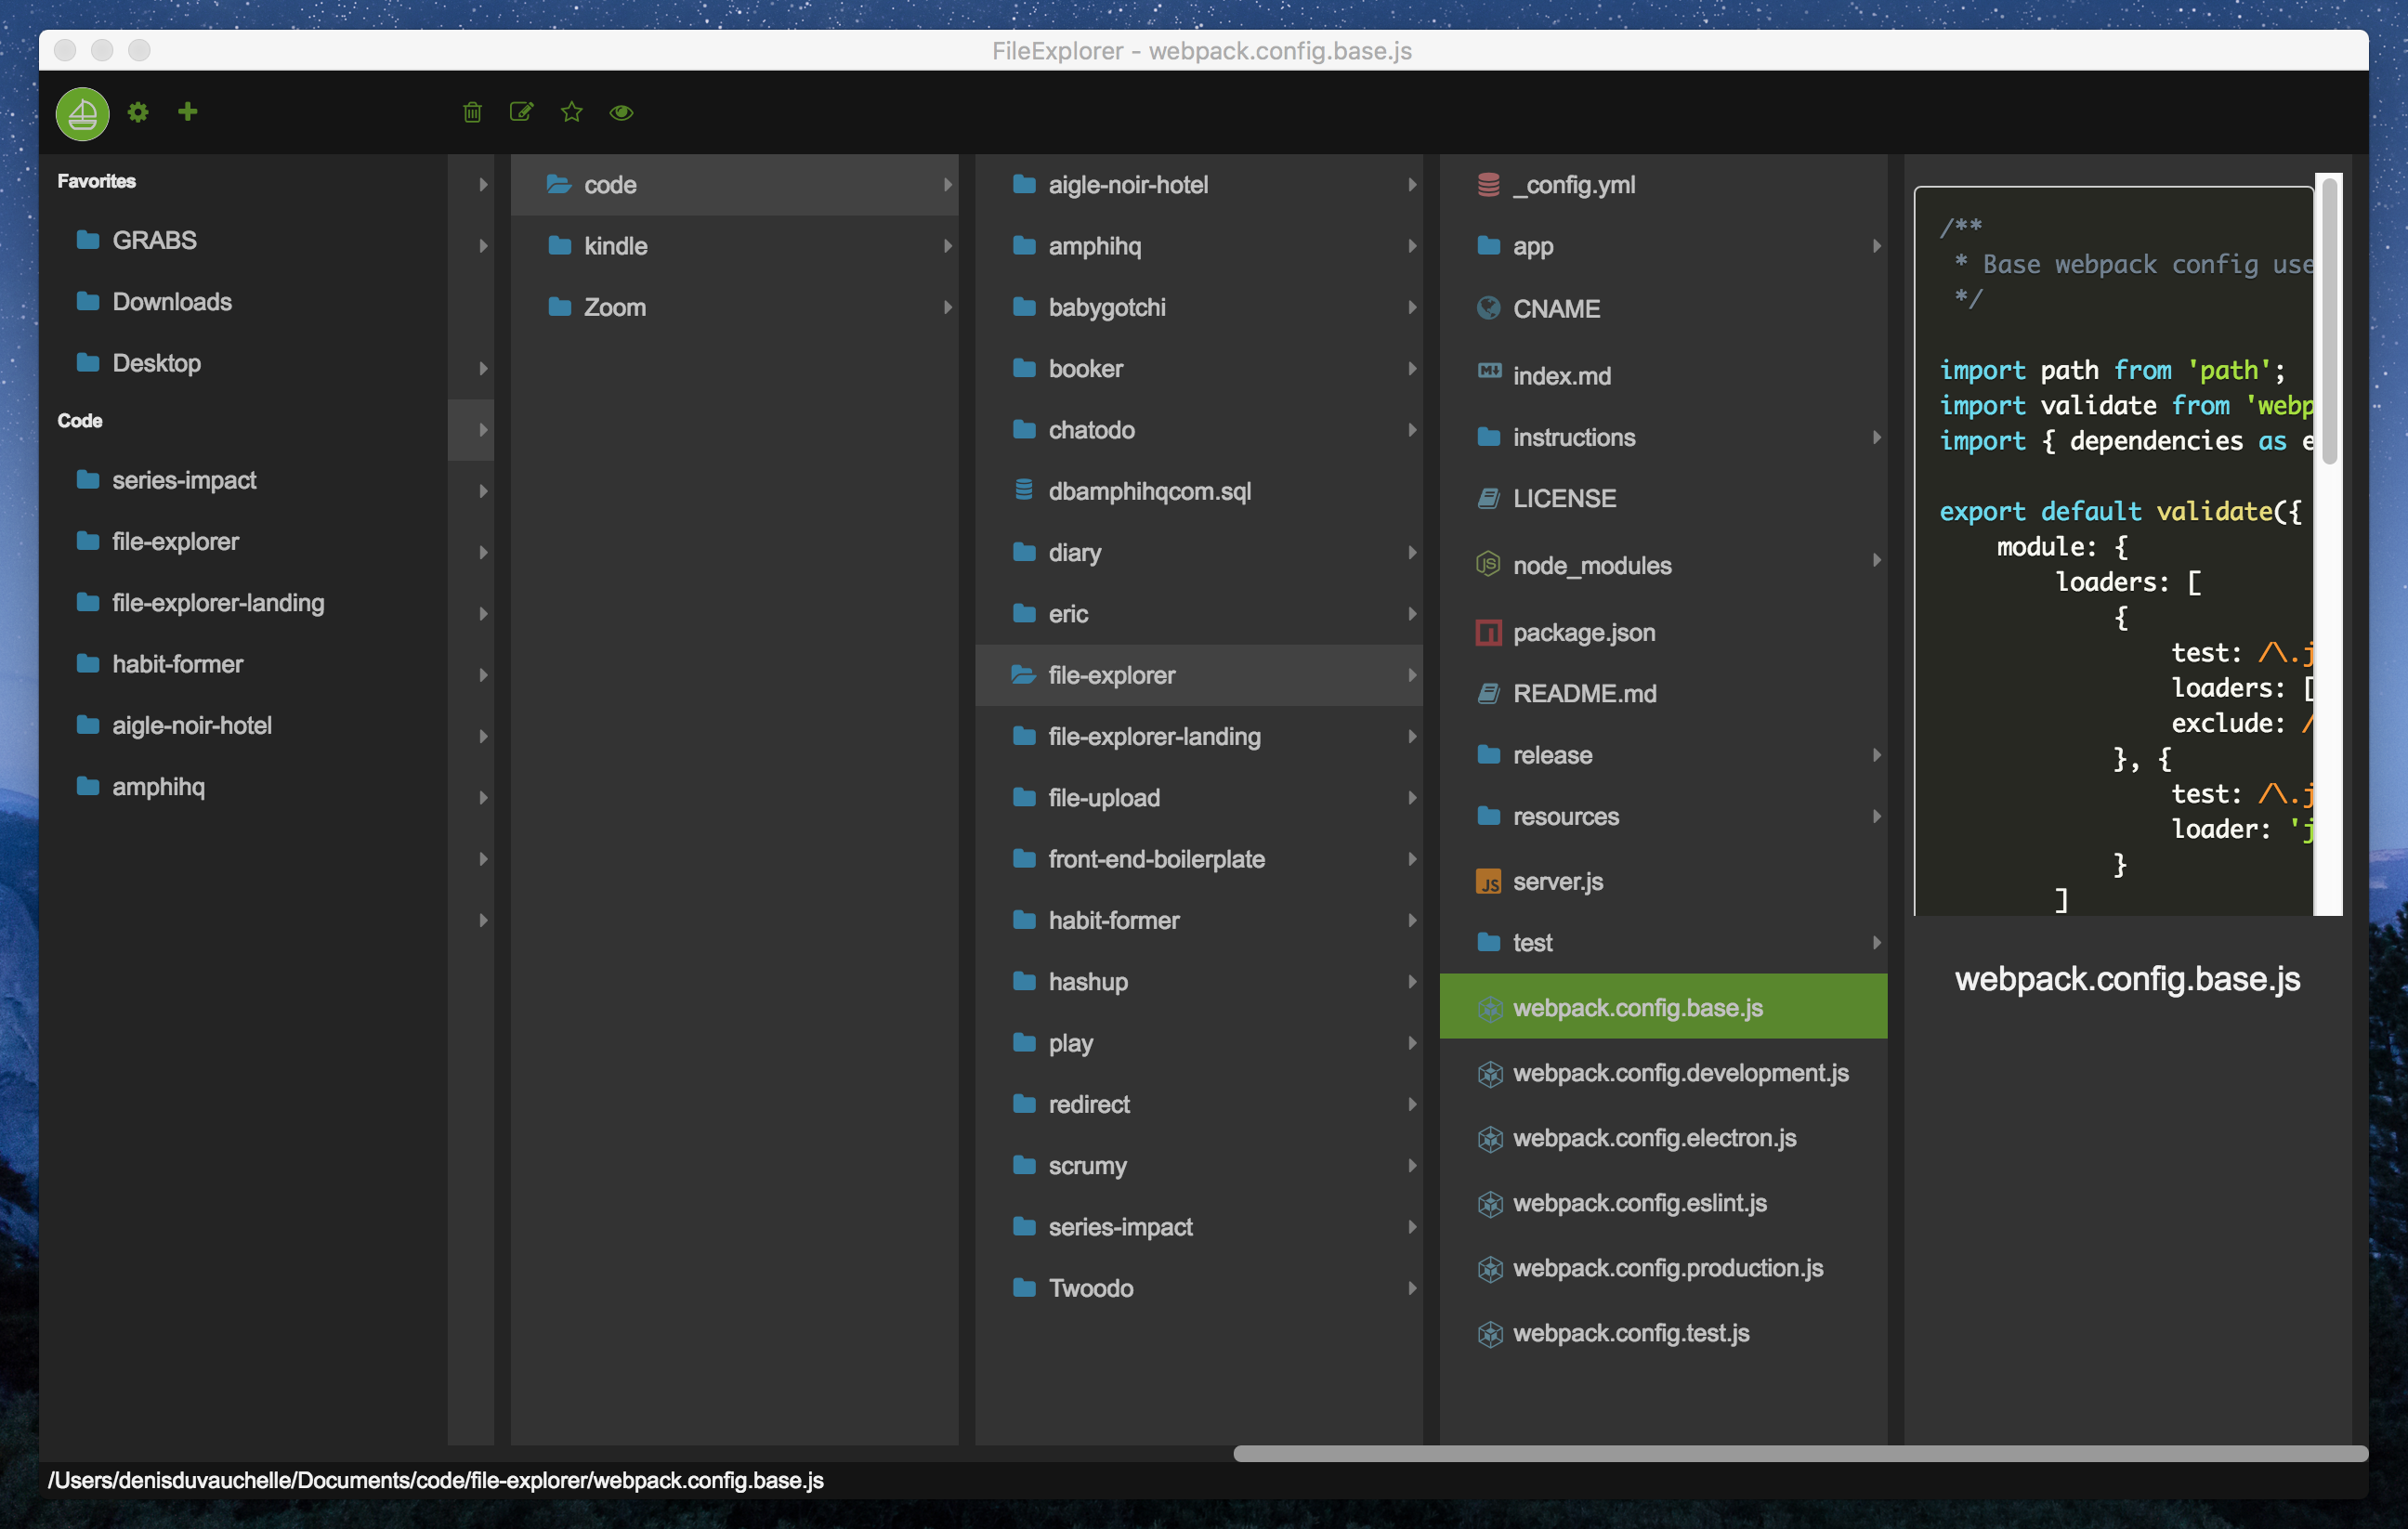 FileExplorer - webpack.config.base.js
Favorites
GRABS
Downloads
Desktop
Code
series-impact
file-explorer
file-explorer-landing
habit-former
aigle-noir-hotel
amphihq
code
kindle
Zoom
aigle-noir-hotel
amphihq
babygotchi
booker
chatodo
dbamphihqcom.sql
diary
eric
file-explorer
file-explorer-landing
file-upload
front-end-boilerplate
habit-former
hashup
play
redirect
scrumy
series-impact
Twoodo
_config.yml
app
CNAME
index.md
instructions
LICENSE
node_modules
package.json
README.md
release
resources
server.js
test
webpack.config.base.js
webpack.config.development.js
webpack.config.electron.js
webpack.config.eslint.js
webpack.config.production.js
webpack.config.test.js
/**
 * Base webpack config use
 */
import path from 'path';
import validate from 'webp
import { dependencies as e
export default validate({
    module: {
        loaders: [
            {
                test: /\.j
                loaders: [
                exclude: /
            }, {
                test: /\.j
                loader: 'j
            }
        ]
webpack.config.base.js
/Users/denisduvauchelle/Documents/code/file-explorer/webpack.config.base.js